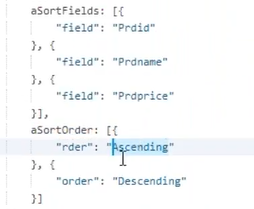 aSortFields: [{
"field": "Prdid"
}, {
"field": "Prdname"
}, {
"field": "Prdprice"
}],
aSortOrder: [{
"rder": "Ascending"
}, {
"order": "Descending"
}]